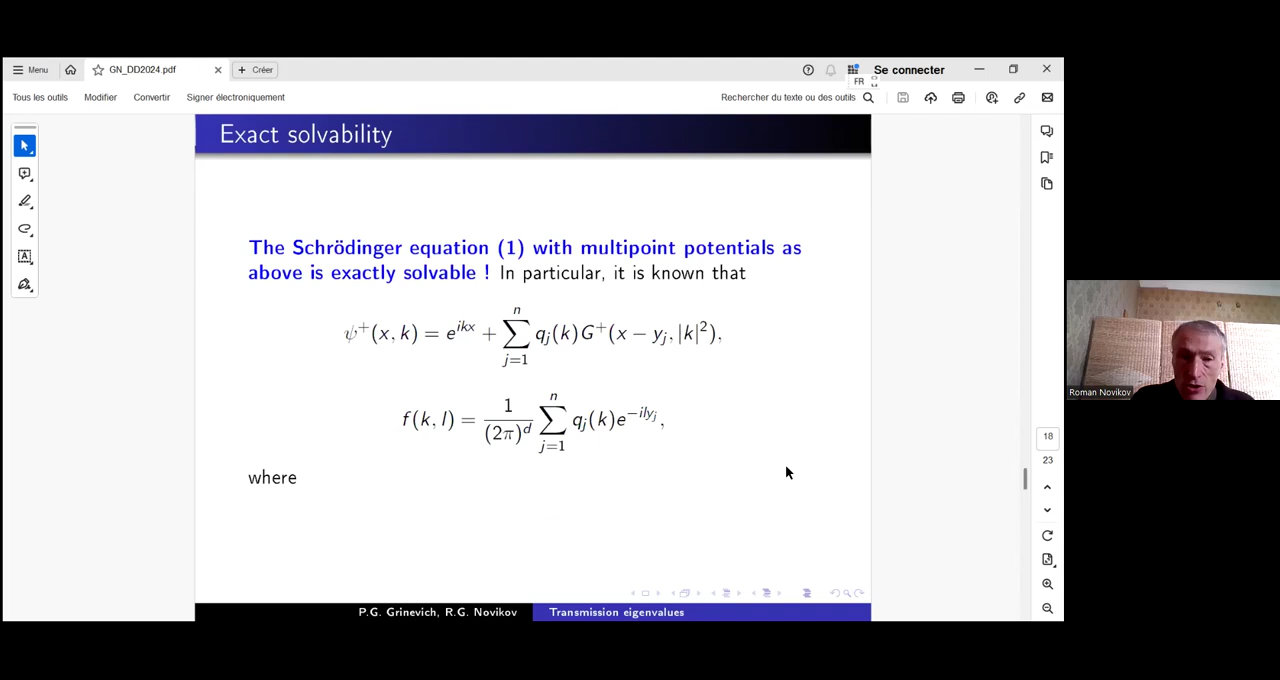 Menu
GN_DD2024.pdf
Créer
Se connecter
FR
Tous les outils
Modifier
Convertir
Signer électroniquement
Rechercher du texte ou des outils
Exact solvability
The Schrödinger equation (1) with multipoint potentials as
above is exactly solvable ! In particular, it is known that
ψ⁺(x, k) = e^{ikx} + ∑_{j=1}^{n} q_j(k)G⁺(x − y_j, |k|²),
f(k, l) = \frac{1}{(2π)^d} ∑_{j=1}^{n} q_j(k)e^{−ily_j},
where
P.G. Grinevich, R.G. Novikov
Transmission eigenvalues
18
23
Roman Novikov